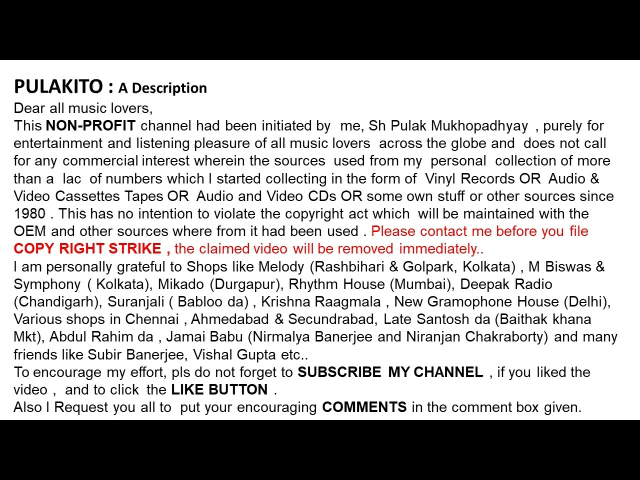 PULAKITO : A Description
Dear all music lovers,
This NON-PROFIT channel had been initiated by me, Sh Pulak Mukhopadhyay , purely for
entertainment and listening pleasure of all music lovers across the globe and does not call
for any commercial interest wherein the sources used from my personal collection of more
than a lac of numbers which I started collecting in the form of Vinyl Records OR Audio &
Video Cassettes Tapes OR Audio and Video CDs OR some own stuff or other sources since
1980 . This has no intention to violate the copyright act which will be maintained with the
OEM and other sources where from it had been used . Please contact me before you file
COPY RIGHT STRIKE , the claimed video will be removed immediately..
I am personally grateful to Shops like Melody (Rashbihari & Golpark, Kolkata) , M Biswas &
Symphony ( Kolkata), Mikado (Durgapur), Rhythm House (Mumbai), Deepak Radio
(Chandigarh), Suranjali ( Babloo da) , Krishna Raagmala , New Gramophone House (Delhi),
Various shops in Chennai , Ahmedabad & Secundrabad, Late Santosh da (Baithak khana
Mkt), Abdul Rahim da , Jamai Babu (Nirmalya Banerjee and Niranjan Chakraborty) and many
friends like Subir Banerjee, Vishal Gupta etc..
To encourage my effort, pls do not forget to SUBSCRIBE MY CHANNEL , if you liked the
video , and to click the LIKE BUTTON .
Also I Request you all to put your encouraging COMMENTS in the comment box given.